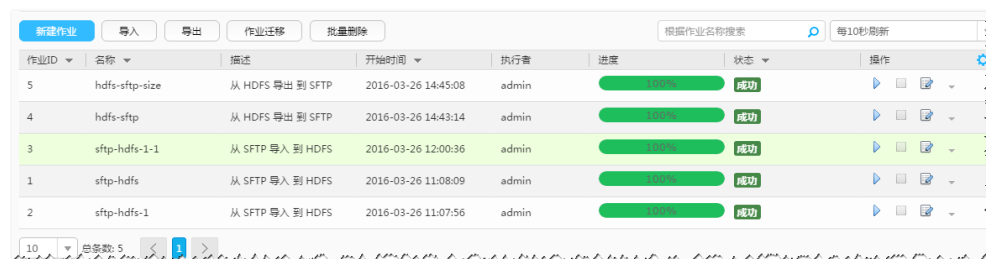 新建作业 导入 导出 作业迁移 批量删除 根据作业名称搜索 每10秒刷新
作业ID 名称 描述 开始时间 执行者 进度 状态 操作
5 hdfs-sftp-size 从 HDFS 导出 到 SFTP 2016-03-26 14:45:08 admin 100% 成功
4 hdfs-sftp 从 HDFS 导出 到 SFTP 2016-03-26 14:43:14 admin 100% 成功
3 sftp-hdfs-1-1 从 SFTP 导入 到 HDFS 2016-03-26 12:00:36 admin 100% 成功
1 sftp-hdfs 从 SFTP 导入 到 HDFS 2016-03-26 11:08:09 admin 100% 成功
2 sftp-hdfs-1 从 SFTP 导入 到 HDFS 2016-03-26 11:07:56 admin 100% 成功
10 总条数: 5 1